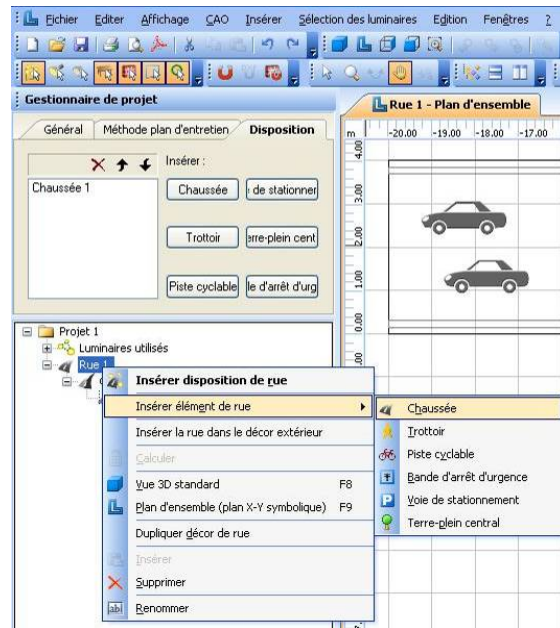 Fichier Editer Affichage CAO Insérer Sélection des luminaires Edition Fenêtres ?
Gestionnaire de projet
Général Méthode plan d'entretien Disposition
Insérer :
Chaussée 1
Chaussée de stationner
Trottoir erre-plein cent
Piste cyclable le d'arrêt d'urg
Rue 1 - Plan d'ensemble
m -20.00 -19.00 -18.00 -17.00
4.00
3.00
2.00
1.00
0.00
Projet 1
Luminaires utilisés
Rue 1
Insérer disposition de rue
Insérer élément de rue
Insérer la rue dans le décor extérieur
Calculer
Vue 3D standard F8
Plan d'ensemble (plan X-Y symbolique) F9
Dupliquer décor de rue
Insérer
Supprimer
Renommer
Chaussée
Trottoir
Piste cyclable
Bande d'arrêt d'urgence
Voie de stationnement
Terre-plein central